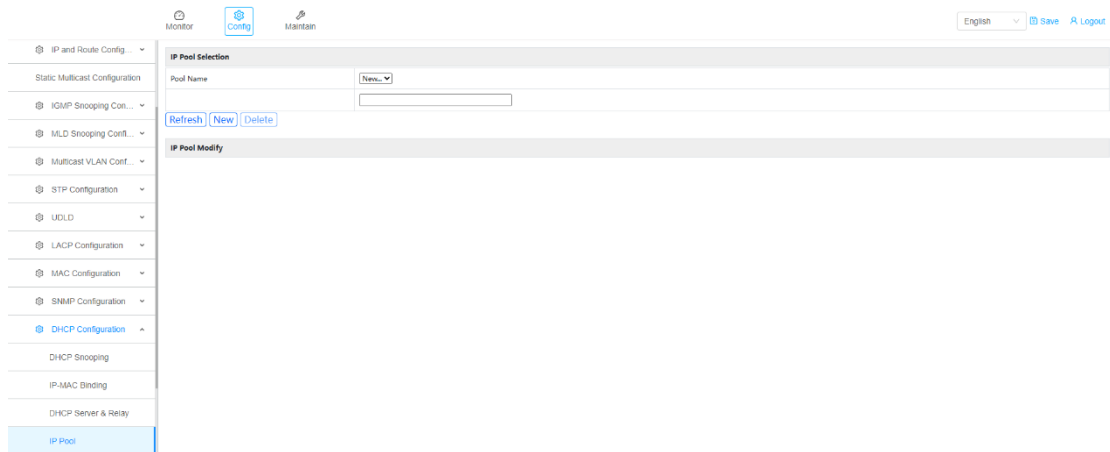 Monitor
Config
Maintain
English
Save
Logout
IP and Route Config...
Static Multicast Configuration
IGMP Snooping Con...
MLD Snooping Confi...
Multicast VLAN Conf...
STP Configuration
UDLD
LACP Configuration
MAC Configuration
SNMP Configuration
DHCP Configuration
DHCP Snooping
IP-MAC Binding
DHCP Server & Relay
IP Pool
IP Pool Selection
Pool Name
New...
Refresh New Delete
IP Pool Modify